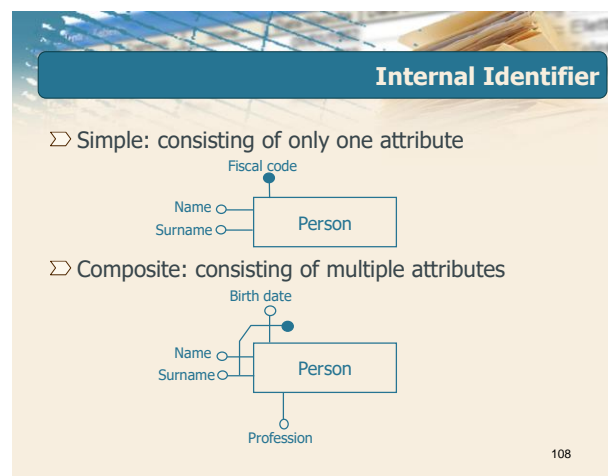 Internal Identifier
Simple: consisting of only one attribute
Fiscal code
Name
Surname
Person
Composite: consisting of multiple attributes
Birth date
Name
Surname
Person
Profession
108